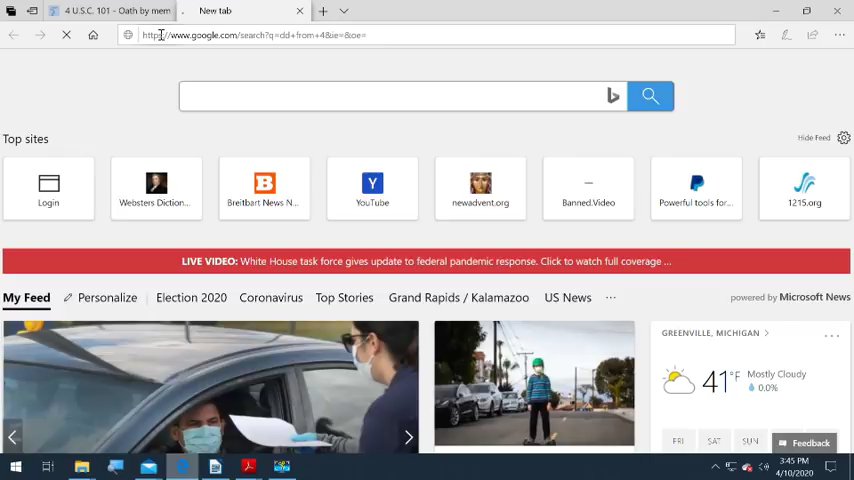 4 U.S.C. 101 - Oath by mem
New tab
https://www.google.com/search?q=dd+from+4&ie=&oe=
Top sites
Hide Feed
Login
Websters Diction...
Breitbart News N...
YouTube
newadvent.org
Banned.Video
Powerful tools for...
1215.org
LIVE VIDEO: White House task force gives update to federal pandemic response. Click to watch full coverage ...
My Feed
Personalize
Election 2020
Coronavirus
Top Stories
Grand Rapids / Kalamazoo
US News
...
powered by Microsoft News
GREENVILLE, MICHIGAN >
41°F
Mostly Cloudy
0.0%
FRI
SAT
SUN
Feedback
3:45 PM
4/10/2020